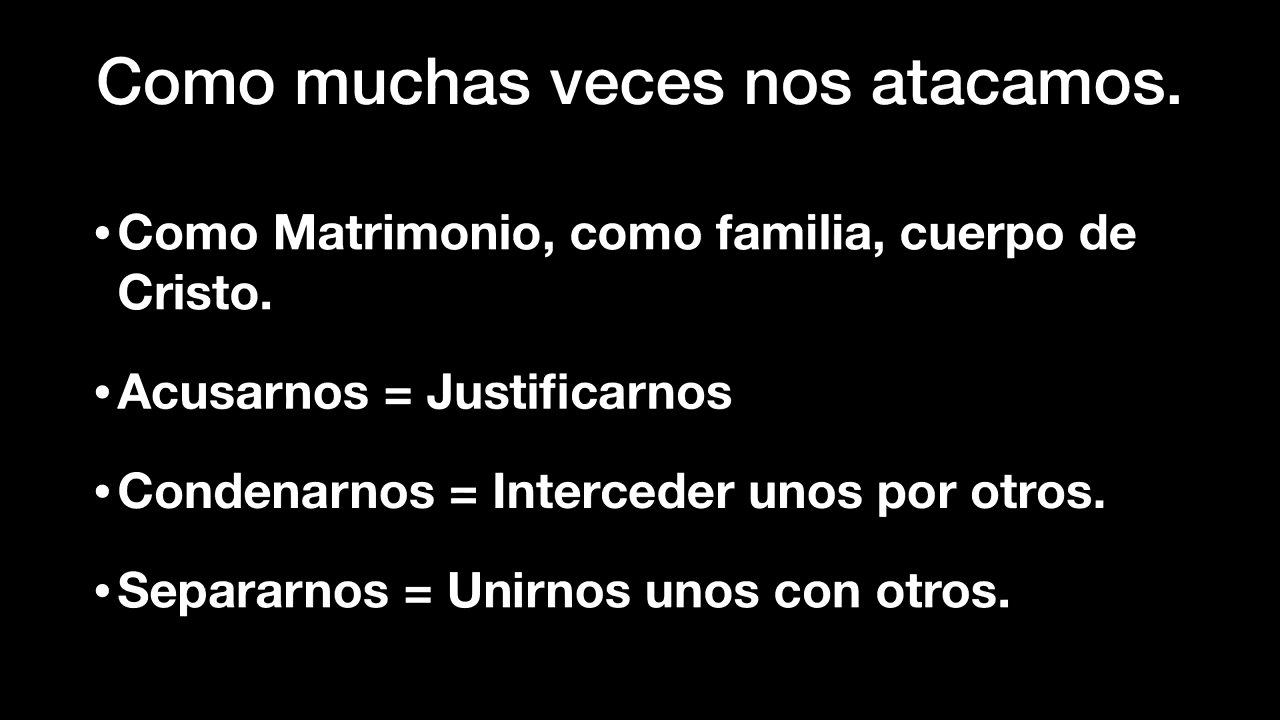 Como muchas veces nos atacamos.
• Como Matrimonio, como familia, cuerpo de
Cristo.
• Acusarnos = Justificarnos
• Condenarnos = Interceder unos por otros.
• Separarnos = Unirnos unos con otros.